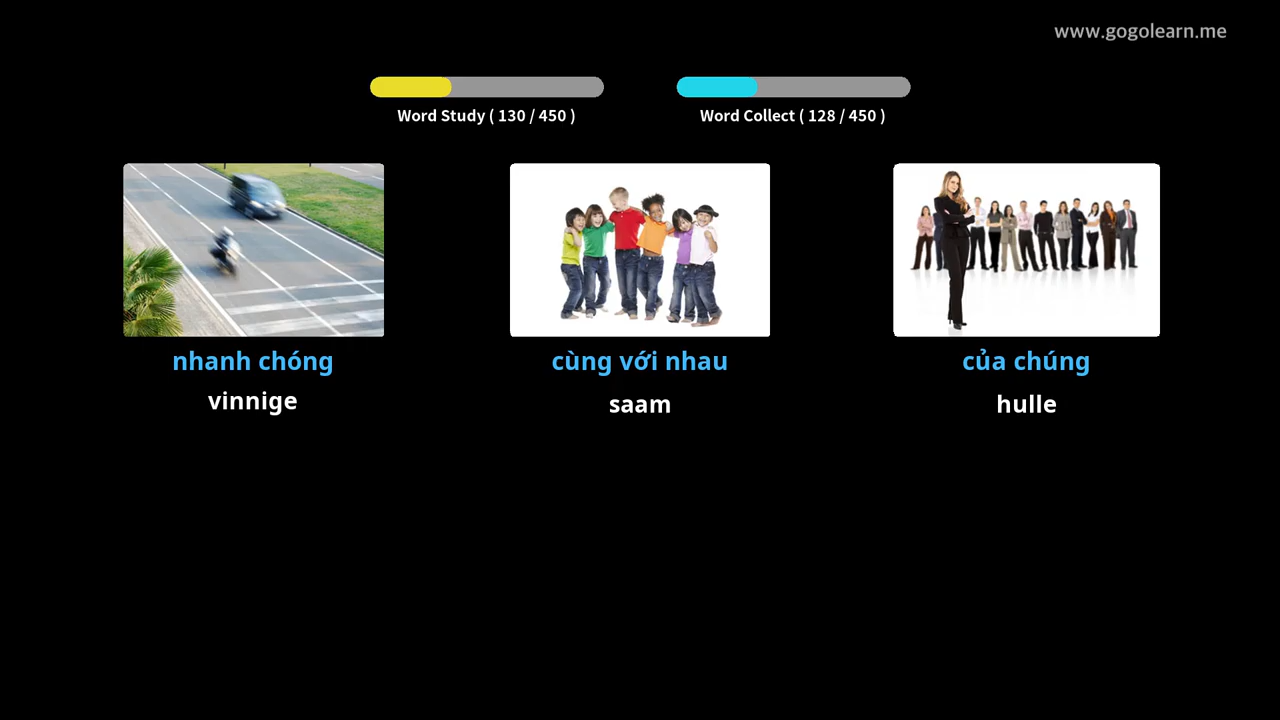 www.gogolearn.me
Word Study ( 130 / 450 )
Word Collect ( 128 / 450 )
nhanh chóng
vinnige
cùng với nhau
saam
của chúng
hulle